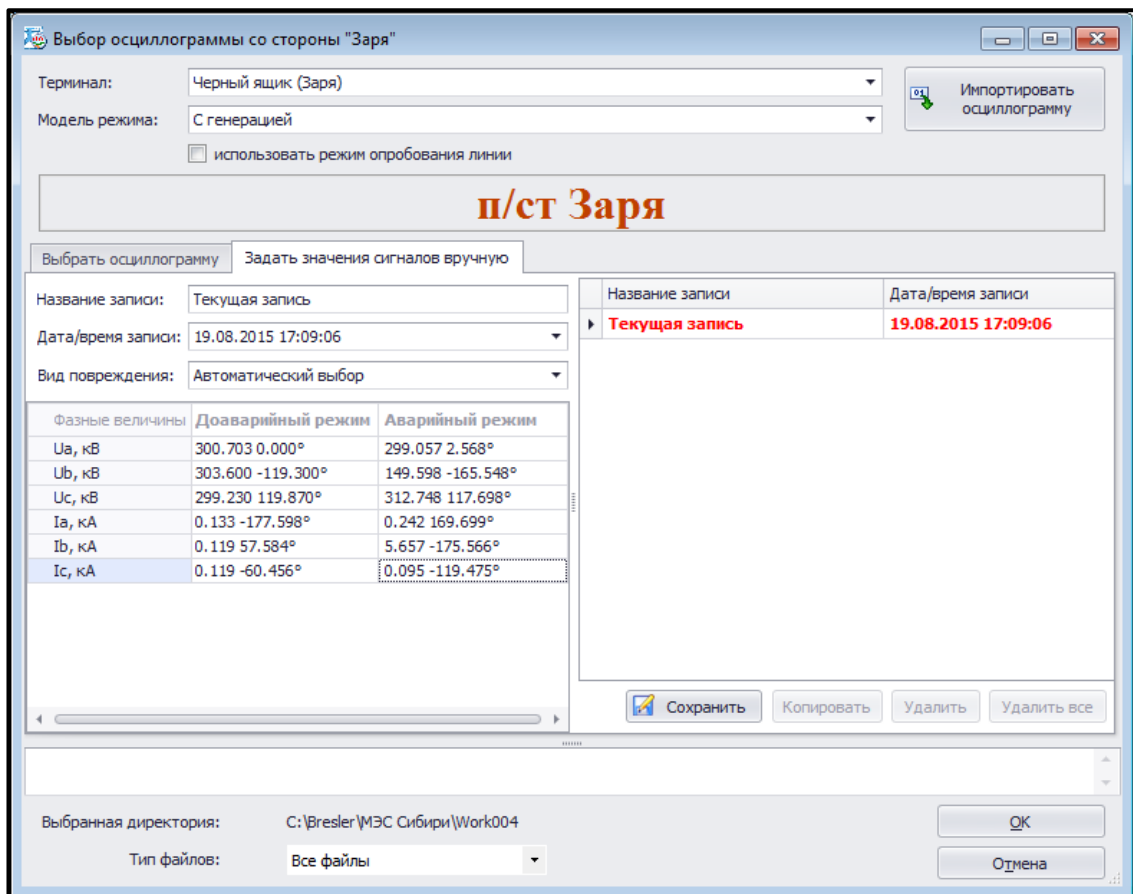 Выбор осциллограммы со стороны "Заря"
Терминал: Черный ящик (Заря)
Импортировать осциллограмму
Модель режима: С генерацией
использовать режим опробования линии
п/ст Заря
Выбрать осциллограмму Задать значения сигналов вручную
Название записи: Текущая запись
Дата/время записи: 19.08.2015 17:09:06
Вид повреждения: Автоматический выбор
Фазные величины Доаварийный режим Аварийный режим
Ua, кВ 300.703 0.000° 299.057 2.568°
Ub, кВ 303.600 -119.300° 149.598 -165.548°
Uc, кВ 299.230 119.870° 312.748 117.698°
Ia, кА 0.133 -177.598° 0.242 169.699°
Ib, кА 0.119 57.584° 5.657 -175.566°
Ic, кА 0.119 -60.456° 0.095 -119.475°
Название записи Дата/время записи
Текущая запись 19.08.2015 17:09:06
Сохранить Копировать Удалить Удалить все
Выбранная директория: C:\Bresler\МЭС Сибири\Work004
Тип файлов: Все файлы
OK
Отмена